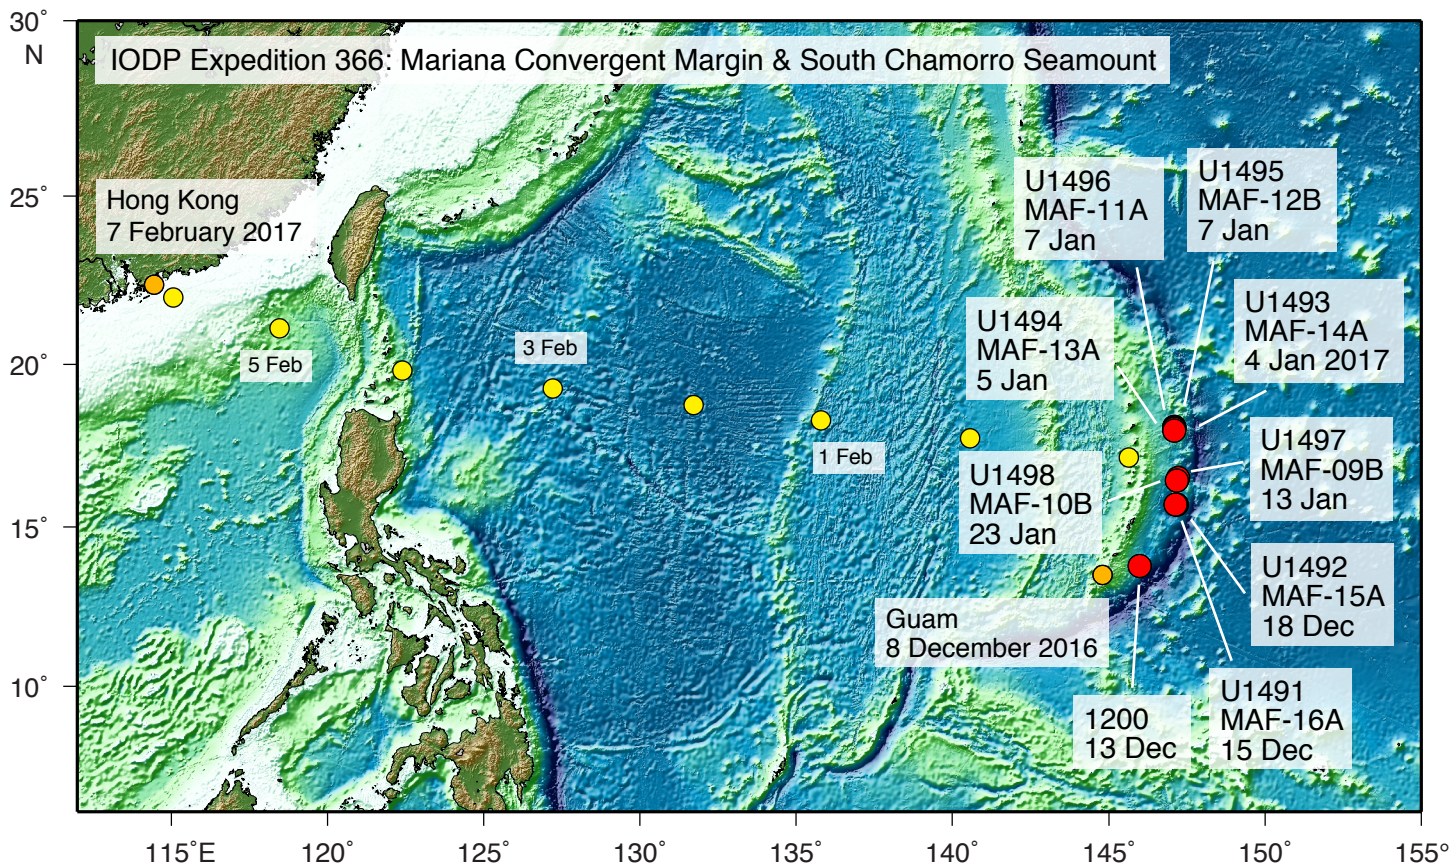 30°
N
IODP Expedition 366: Mariana Convergent Margin & South Chamorro Seamount
25°
Hong Kong
7 February 2017
U1496
MAF-11A
7 Jan
U1495
MAF-12B
7 Jan
U1494
MAF-13A
5 Jan
U1493
MAF-14A
4 Jan 2017
20°
5 Feb
3 Feb
1 Feb
U1498
MAF-10B
23 Jan
U1497
MAF-09B
13 Jan
15°
U1492
MAF-15A
18 Dec
Guam
8 December 2016
10°
1200
13 Dec
U1491
MAF-16A
15 Dec
115°E 120° 125° 130° 135° 140° 145° 150° 155°